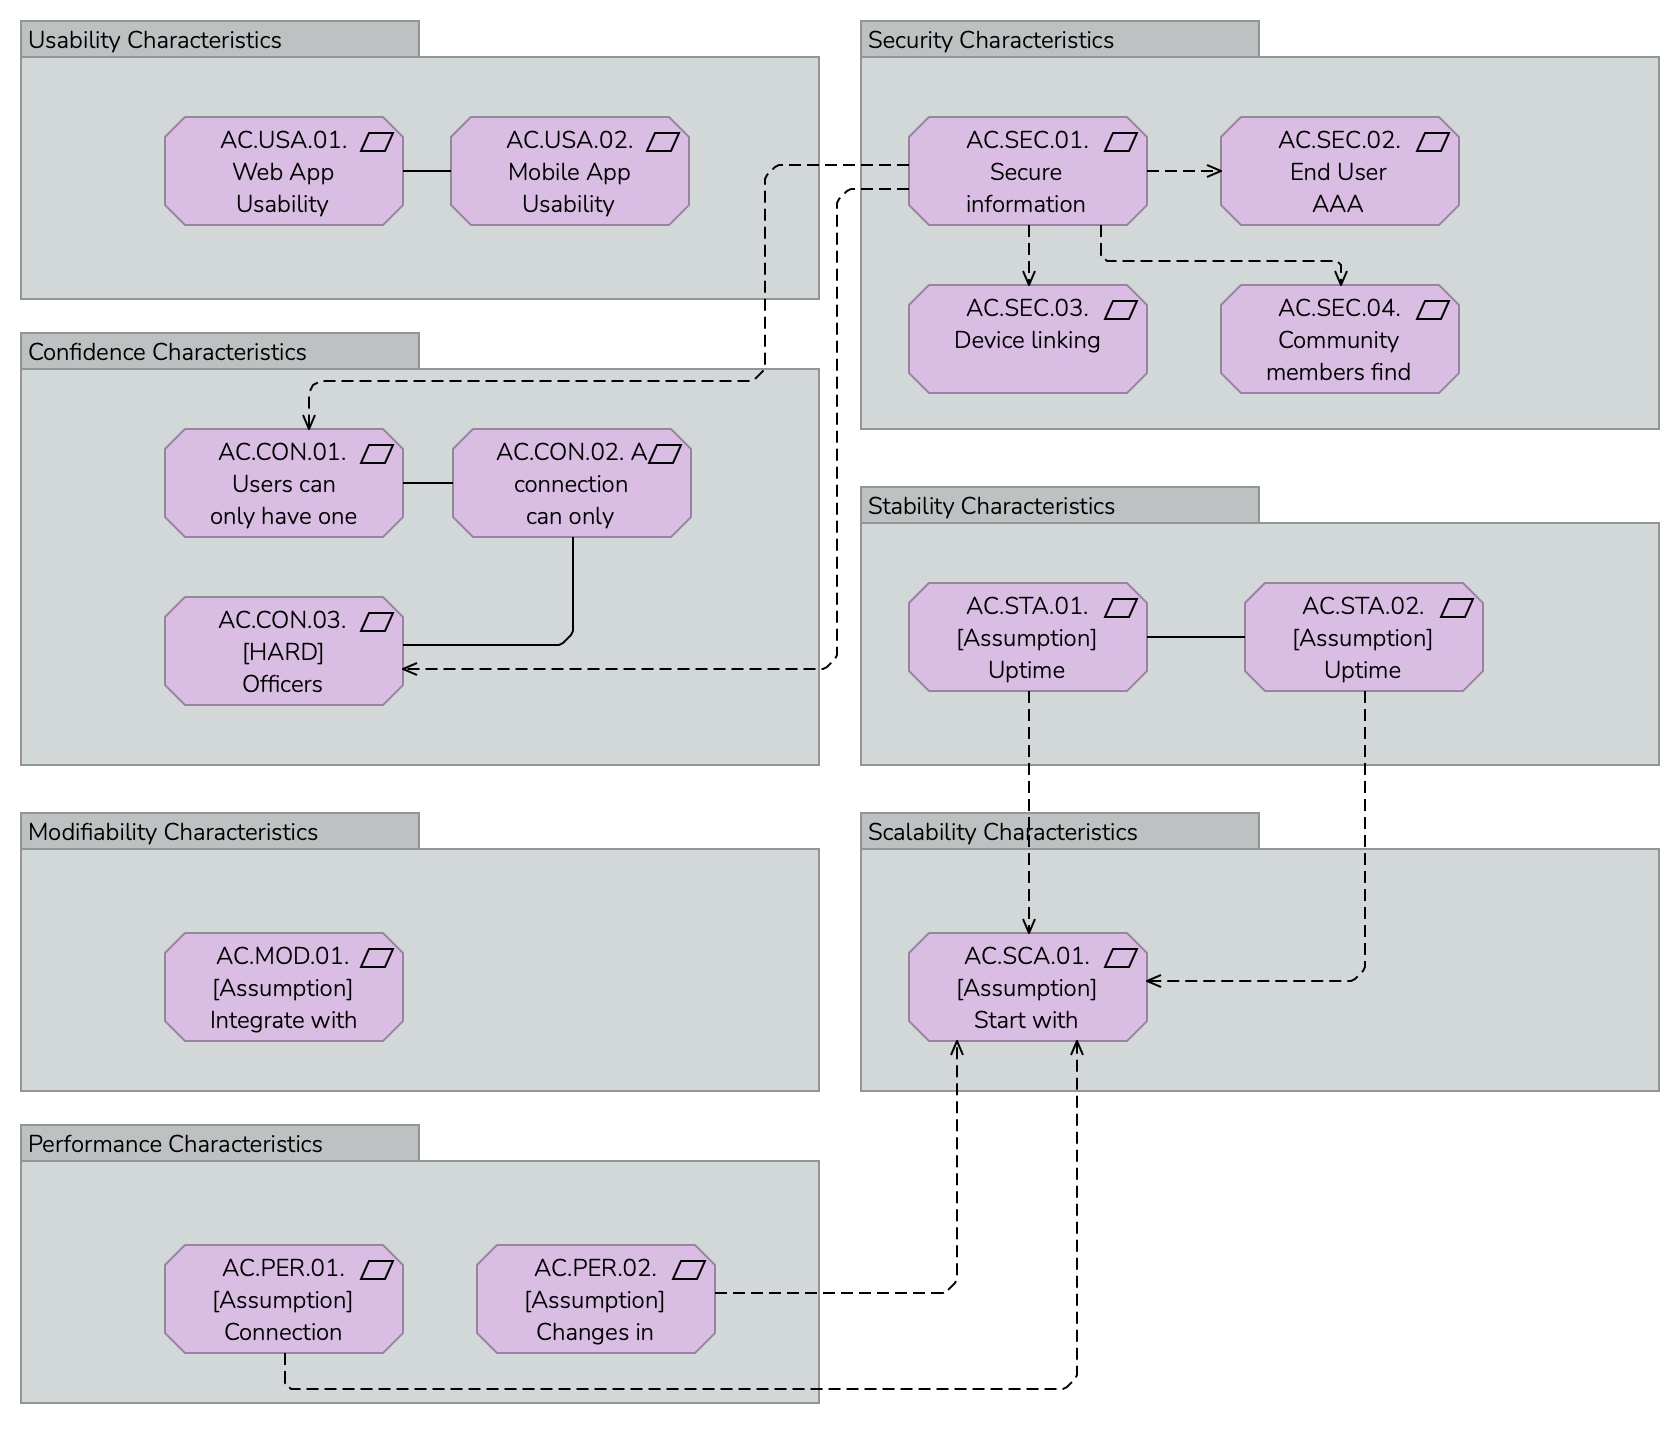 Usability Characteristics
AC.USA.01.
Web App
Usability
AC.USA.02.
Mobile App
Usability
Security Characteristics
AC.SEC.01.
Secure
information
AC.SEC.02.
End User
AAA
AC.SEC.03.
Device linking
AC.SEC.04.
Community
members find
Confidence Characteristics
AC.CON.01.
Users can
only have one
AC.CON.02. A
connection
can only
AC.CON.03.
[HARD]
Officers
Stability Characteristics
AC.STA.01.
[Assumption]
Uptime
AC.STA.02.
[Assumption]
Uptime
Modifiability Characteristics
AC.MOD.01.
[Assumption]
Integrate with
Scalability Characteristics
AC.SCA.01.
[Assumption]
Start with
Performance Characteristics
AC.PER.01.
[Assumption]
Connection
AC.PER.02.
[Assumption]
Changes in